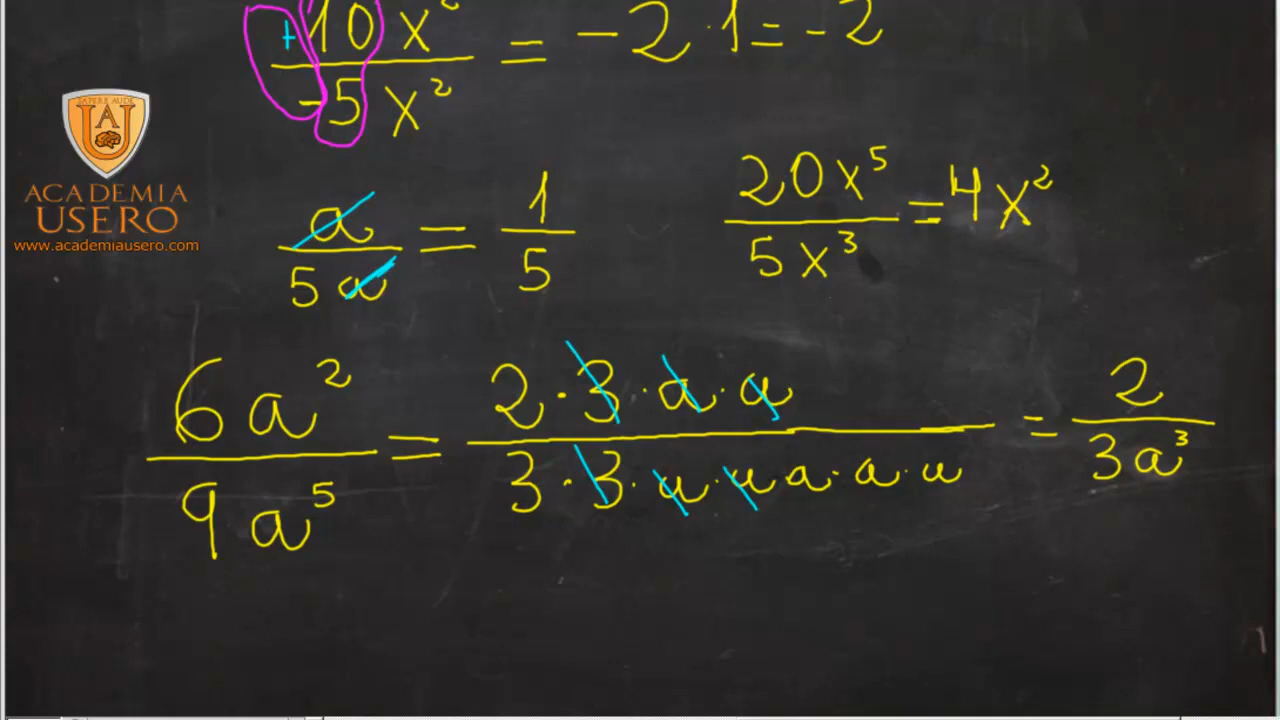 +10x² / -5x² = -2·1 = -2
SAPERE AUDE
UA
ACADEMIA
USERO
www.academiausero.com
a / 5a = 1 / 5
20x⁵ / 5x³ = 4x²
6a² / 9a⁵ = 2·3·a·a / 3·3·a·a a·a·a = 2 / 3a³